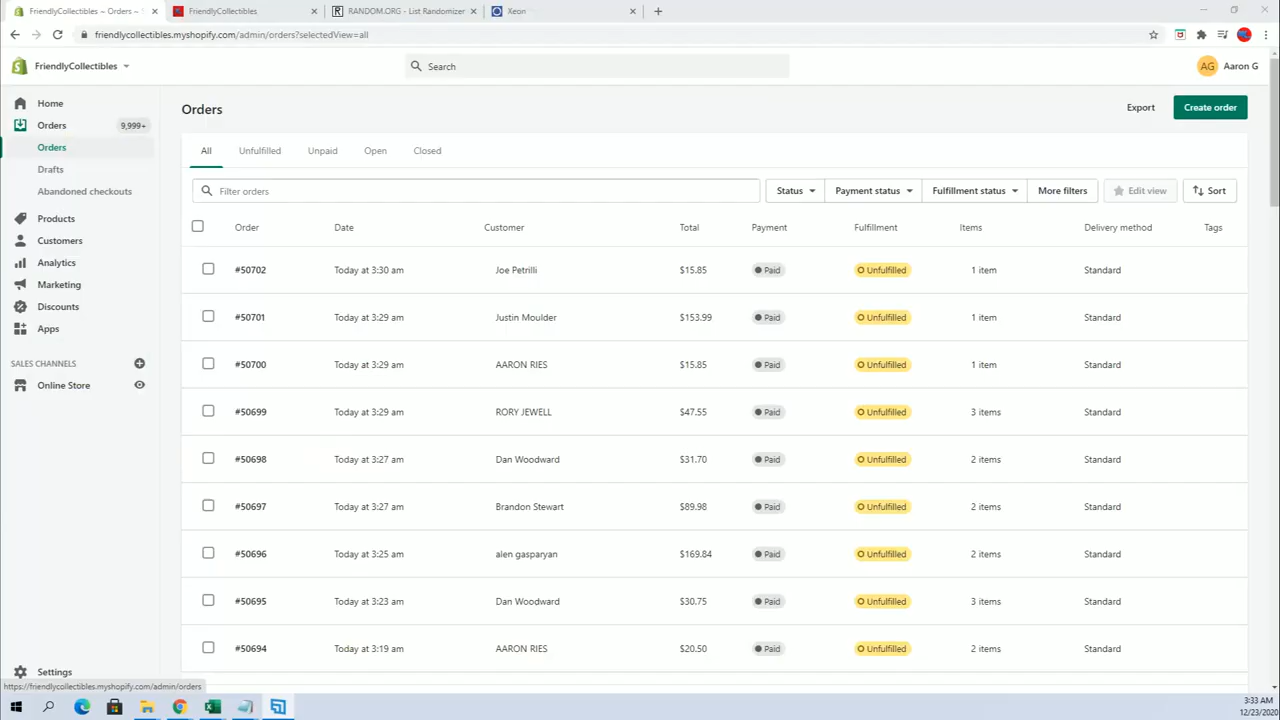 FriendlyCollectibles ~ Orders ~ S
FriendlyCollectibles
RANDOM.ORG - List Randomizer
Xeon
friendlycollectibles.myshopify.com/admin/orders?selectedView=all
FriendlyCollectibles
Search
AG
Aaron G
Home
Orders
9,999+
Orders
Drafts
Abandoned checkouts
Products
Customers
Analytics
Marketing
Discounts
Apps
SALES CHANNELS
Online Store
Settings
Orders
Export
Create order
All Unfulfilled Unpaid Open Closed
Filter orders
Status Payment status Fulfillment status More filters Edit view Sort
Order Date Customer Total Payment Fulfillment Items Delivery method Tags
#50702 Today at 3:30 am Joe Petrilli $15.85 Paid Unfulfilled 1 item Standard
#50701 Today at 3:29 am Justin Moulder $153.99 Paid Unfulfilled 1 item Standard
#50700 Today at 3:29 am AARON RIES $15.85 Paid Unfulfilled 1 item Standard
#50699 Today at 3:29 am RORY JEWELL $47.55 Paid Unfulfilled 3 items Standard
#50698 Today at 3:27 am Dan Woodward $31.70 Paid Unfulfilled 2 items Standard
#50697 Today at 3:27 am Brandon Stewart $89.98 Paid Unfulfilled 2 items Standard
#50696 Today at 3:25 am alen gasparyan $169.84 Paid Unfulfilled 2 items Standard
#50695 Today at 3:23 am Dan Woodward $30.75 Paid Unfulfilled 3 items Standard
#50694 Today at 3:19 am AARON RIES $20.50 Paid Unfulfilled 2 items Standard
https://friendlycollectibles.myshopify.com/admin/orders
3:33 AM
12/23/2020